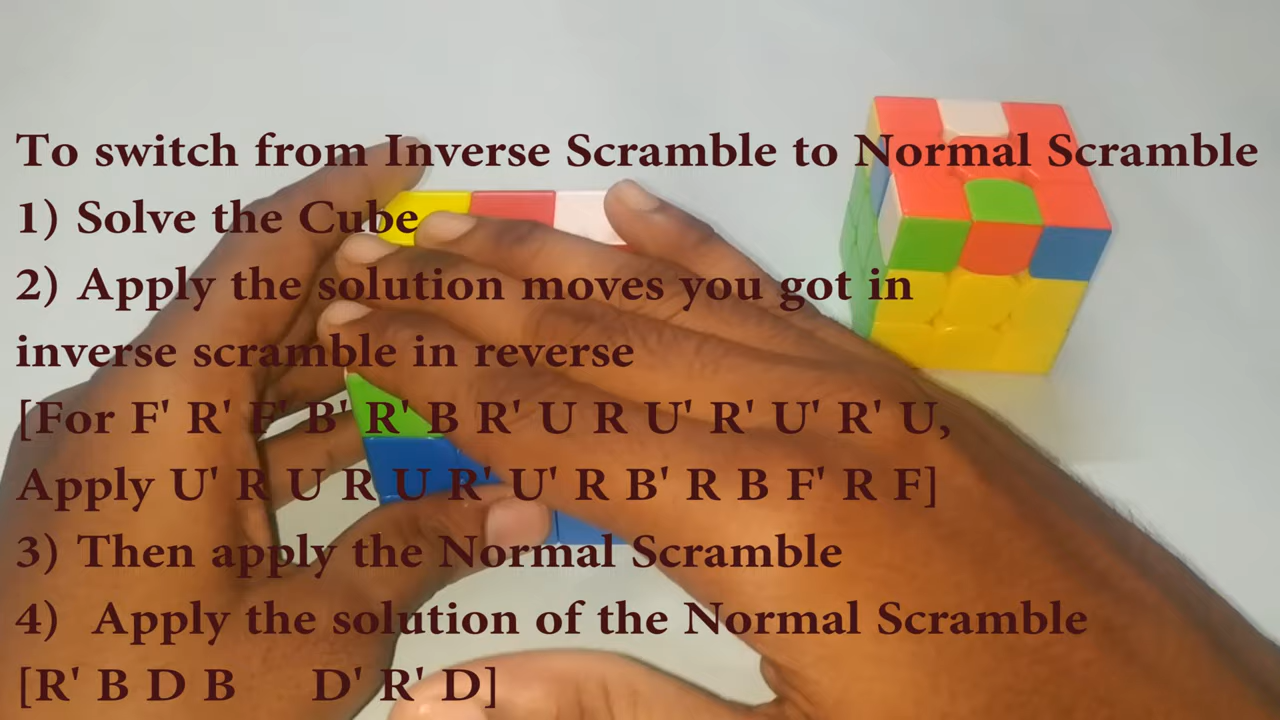 To switch from Inverse Scramble to Normal Scramble
1) Solve the Cube
2) Apply the solution moves you got in
inverse scramble in reverse
[For F' R' F' B' R' B R' U R U' R' U' R' U,
Apply U' R U R U R' U' R B' R B F' R F]
3) Then apply the Normal Scramble
4) Apply the solution of the Normal Scramble
[R' B D B D' R' D]